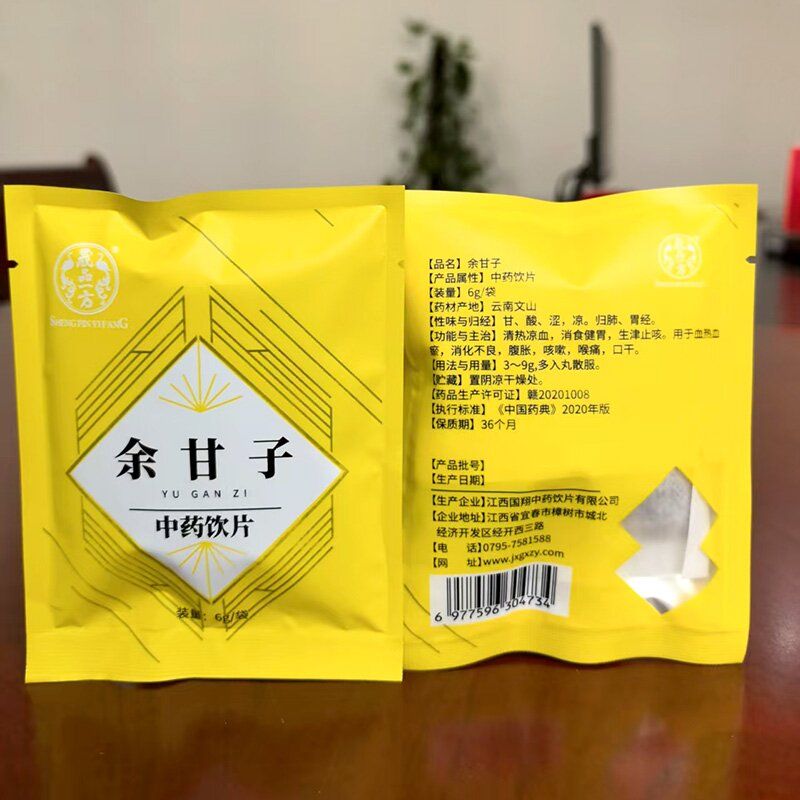 晟品一方
SHENG PIN YI FANG
余甘子
YU GAN ZI
中药饮片
装量：6g/袋
【品名】余甘子
【产品属性】中药饮片
【装量】6g/袋
【药材产地】云南文山
【性味与归经】甘、酸、涩，凉。归肺、胃经。
【功能与主治】清热凉血，消食健胃，生津止咳。用于血热血
瘀，消化不良，腹胀，咳嗽，喉痛，口干。
【用法与用量】3～9g,多入丸散服。
【贮藏】置阴凉干燥处。
【药品生产许可证】赣20201008
【执行标准】《中国药典》2020年版
【保质期】36个月
【产品批号】
【生产日期】
【生产企业】江西国翔中药饮片有限公司
【企业地址】江西省宜春市樟树市城北
经济开发区经开西三路
【电 话】0795-7581588
【网 址】www.jxgxzy.com
6 977596 304734